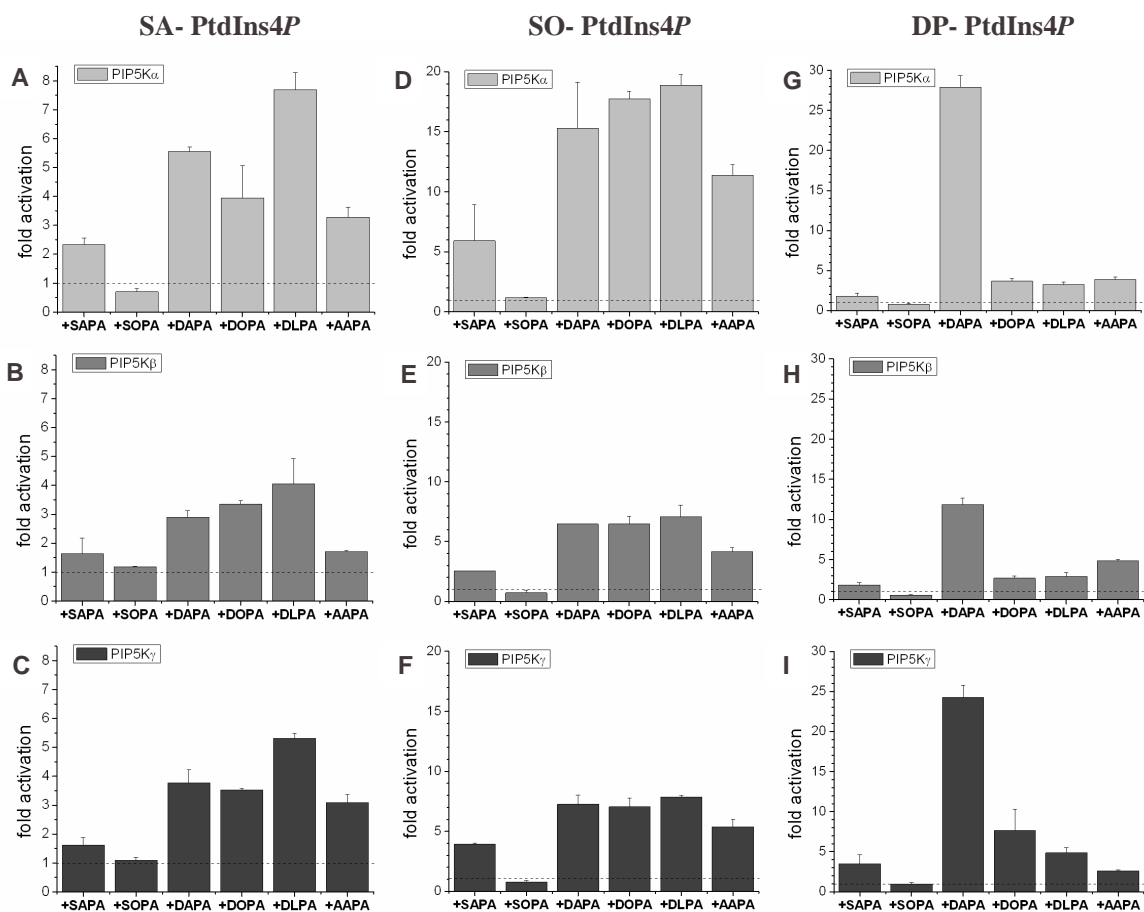 SA- PtdIns4P
SO- PtdIns4P
DP- PtdIns4P
A
PIP5Kα
fold activation
8
7
6
5
4
3
2
1
0
+SAPA +SOPA +DAPA +DOPA +DLPA +AAPA
D
PIP5Kα
fold activation
20
15
10
5
0
+SAPA +SOPA +DAPA +DOPA +DLPA +AAPA
G
PIP5Kα
fold activation
30
25
20
15
10
5
0
+SAPA +SOPA +DAPA +DOPA +DLPA +AAPA
B
PIP5Kβ
fold activation
8
7
6
5
4
3
2
1
0
+SAPA +SOPA +DAPA +DOPA +DLPA +AAPA
E
PIP5Kβ
fold activation
20
15
10
5
0
+SAPA +SOPA +DAPA +DOPA +DLPA +AAPA
H
PIP5Kβ
fold activation
30
25
20
15
10
5
0
+SAPA +SOPA +DAPA +DOPA +DLPA +AAPA
C
PIP5Kγ
fold activation
8
7
6
5
4
3
2
1
0
+SAPA +SOPA +DAPA +DOPA +DLPA +AAPA
F
PIP5Kγ
fold activation
20
15
10
5
0
+SAPA +SOPA +DAPA +DOPA +DLPA +AAPA
I
PIP5Kγ
fold activation
30
25
20
15
10
5
0
+SAPA +SOPA +DAPA +DOPA +DLPA +AAPA